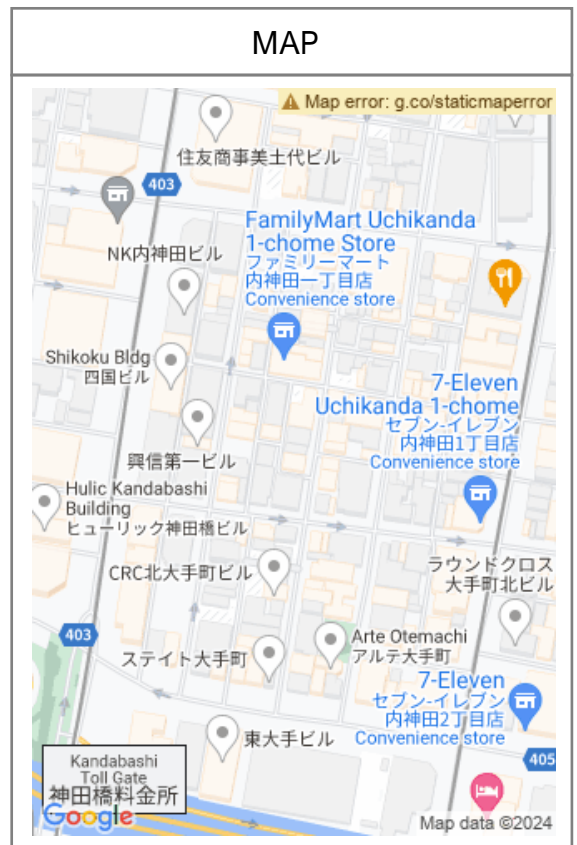 MAP
Map error: g.co/staticmaperror
住友商事美土代ビル
403
FamilyMart Uchikanda
1-chome Store
ファミリーマート
内神田一丁目店
Convenience store
NK内神田ビル
Shikoku Bldg
四国ビル
7-Eleven
Uchikanda 1-chome
セブン-イレブン
内神田1丁目店
Convenience store
興信第一ビル
Hulic Kandabashi
Building
ヒューリック神田橋ビル
CRC北大手町ビル
ラウンドクロス
大手町北ビル
403
Arte Otemachi
アルテ大手町
ステイト大手町
7-Eleven
セブン-イレブン
内神田2丁目店
Convenience store
東大手ビル
405
Kandabashi
Toll Gate
神田橋料金所
Google
Map data ©2024